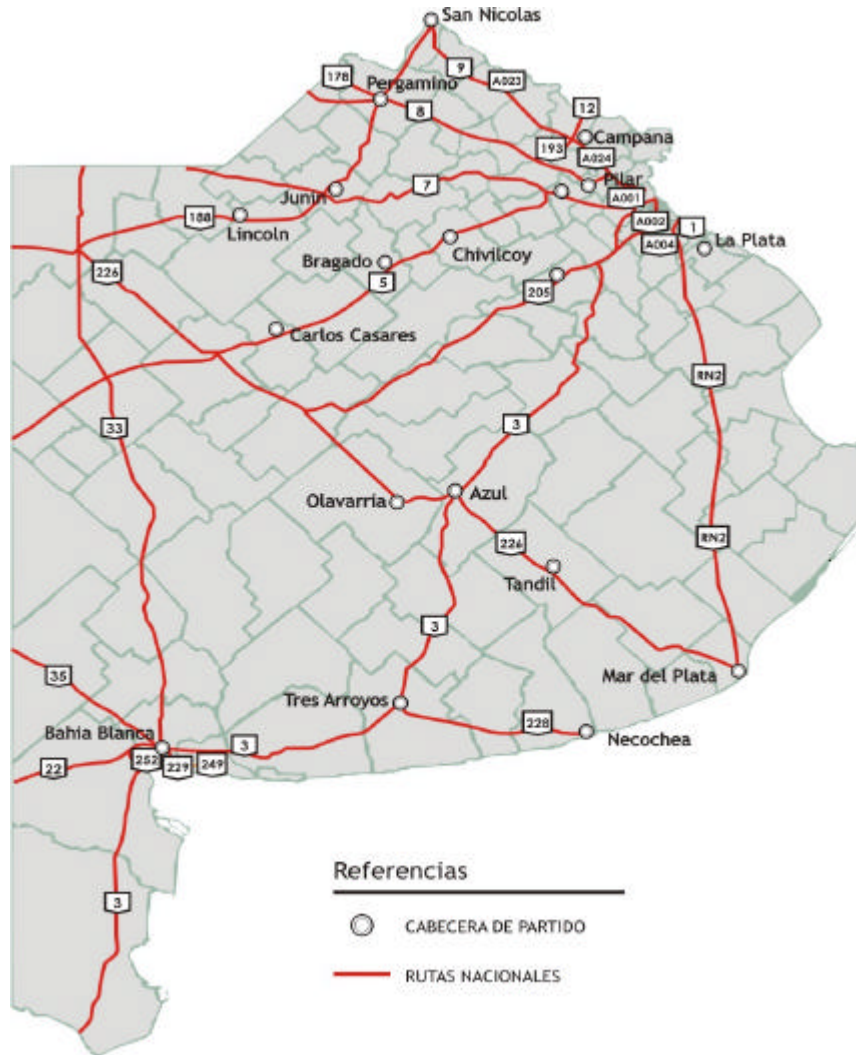 San Nicolas
9
178
A023
Pergamino
8
12
193
Campana
A024
Pilar
7
A001
Junin
188
Lincoln
A002
1
A004
La Plata
Chivilcoy
Bragado
226
5
205
Carlos Casares
RN2
33
3
Olavarria
Azul
226
RN2
Tandil
3
35
Mar del Plata
Tres Arroyos
Bahia Blanca
228
Necochea
3
252
229
249
22
3
Referencias
CABECERA DE PARTIDO
RUTAS NACIONALES